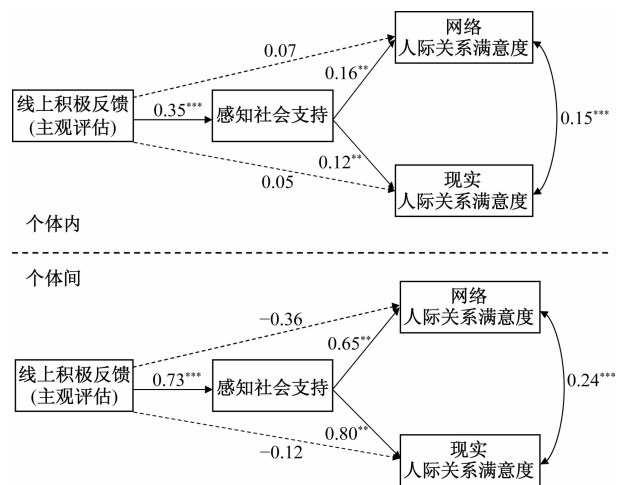 网络
人际关系满意度
0.07
0.16**
线上积极反馈
(主观评估)
0.35***
感知社会支持
0.15***
0.12**
0.05
现实
人际关系满意度
个体内
个体间
网络
人际关系满意度
−0.36
0.65**
线上积极反馈
(主观评估)
0.73***
感知社会支持
0.24***
0.80**
−0.12
现实
人际关系满意度